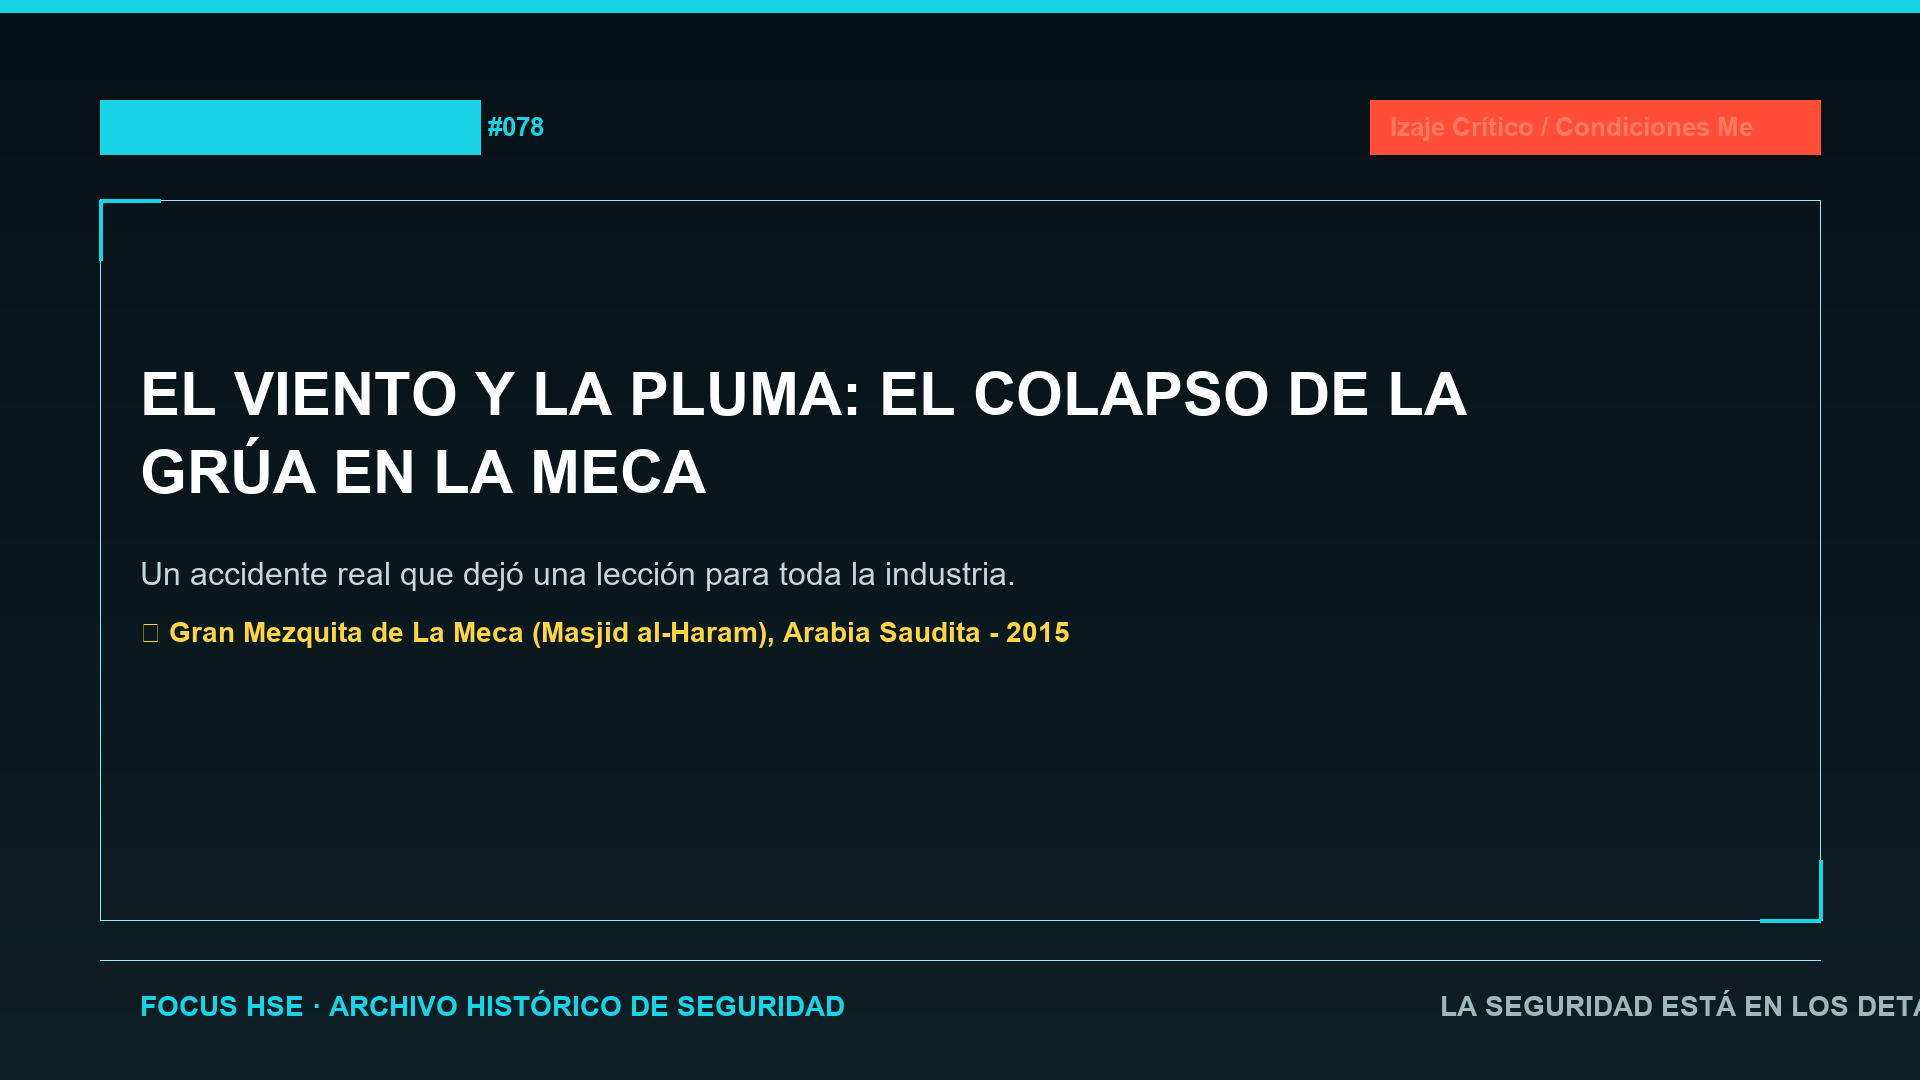 #078
Izaje Crítico / Condiciones Me
EL VIENTO Y LA PLUMA: EL COLAPSO DE LA
GRÚA EN LA MECA
Un accidente real que dejó una lección para toda la industria.
Gran Mezquita de La Meca (Masjid al-Haram), Arabia Saudita - 2015
FOCUS HSE · ARCHIVO HISTÓRICO DE SEGURIDAD
LA SEGURIDAD ESTÁ EN LOS DETA